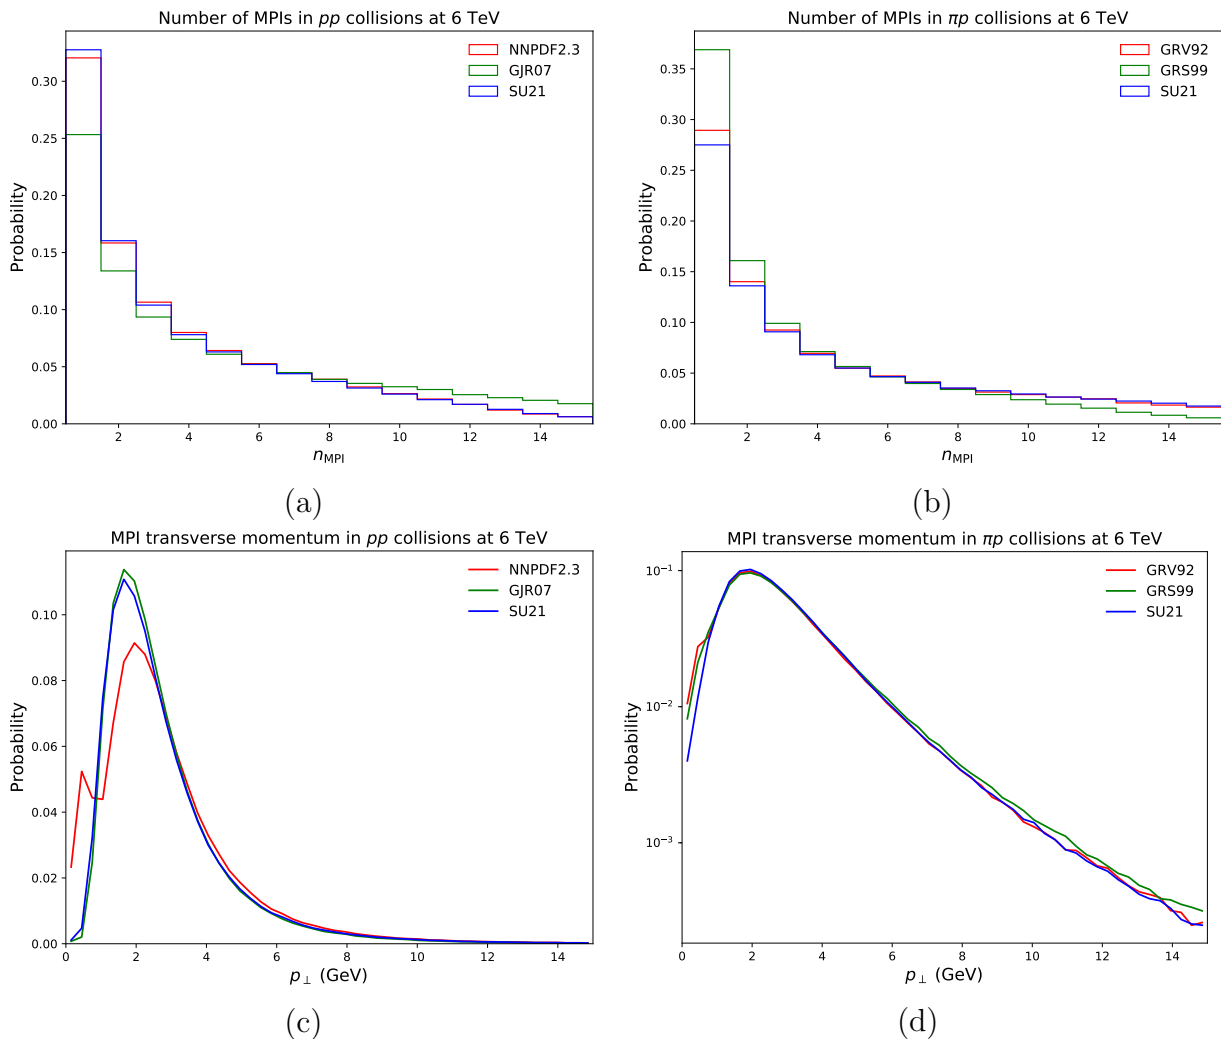 Number of MPIs in pp collisions at 6 TeV
NNPDF2.3
GJR07
SU21
Probability
0.30
0.25
0.20
0.15
0.10
0.05
0.00
2 4 6 8 10 12 14
n_MPI
(a)
Number of MPIs in πp collisions at 6 TeV
GRV92
GRS99
SU21
Probability
0.35
0.30
0.25
0.20
0.15
0.10
0.05
0.00
2 4 6 8 10 12 14
n_MPI
(b)
MPI transverse momentum in pp collisions at 6 TeV
NNPDF2.3
GJR07
SU21
Probability
0.10
0.08
0.06
0.04
0.02
0.00
0 2 4 6 8 10 12 14
p⊥ (GeV)
(c)
MPI transverse momentum in πp collisions at 6 TeV
GRV92
GRS99
SU21
Probability
10⁻¹
10⁻²
10⁻³
0 2 4 6 8 10 12 14
p⊥ (GeV)
(d)